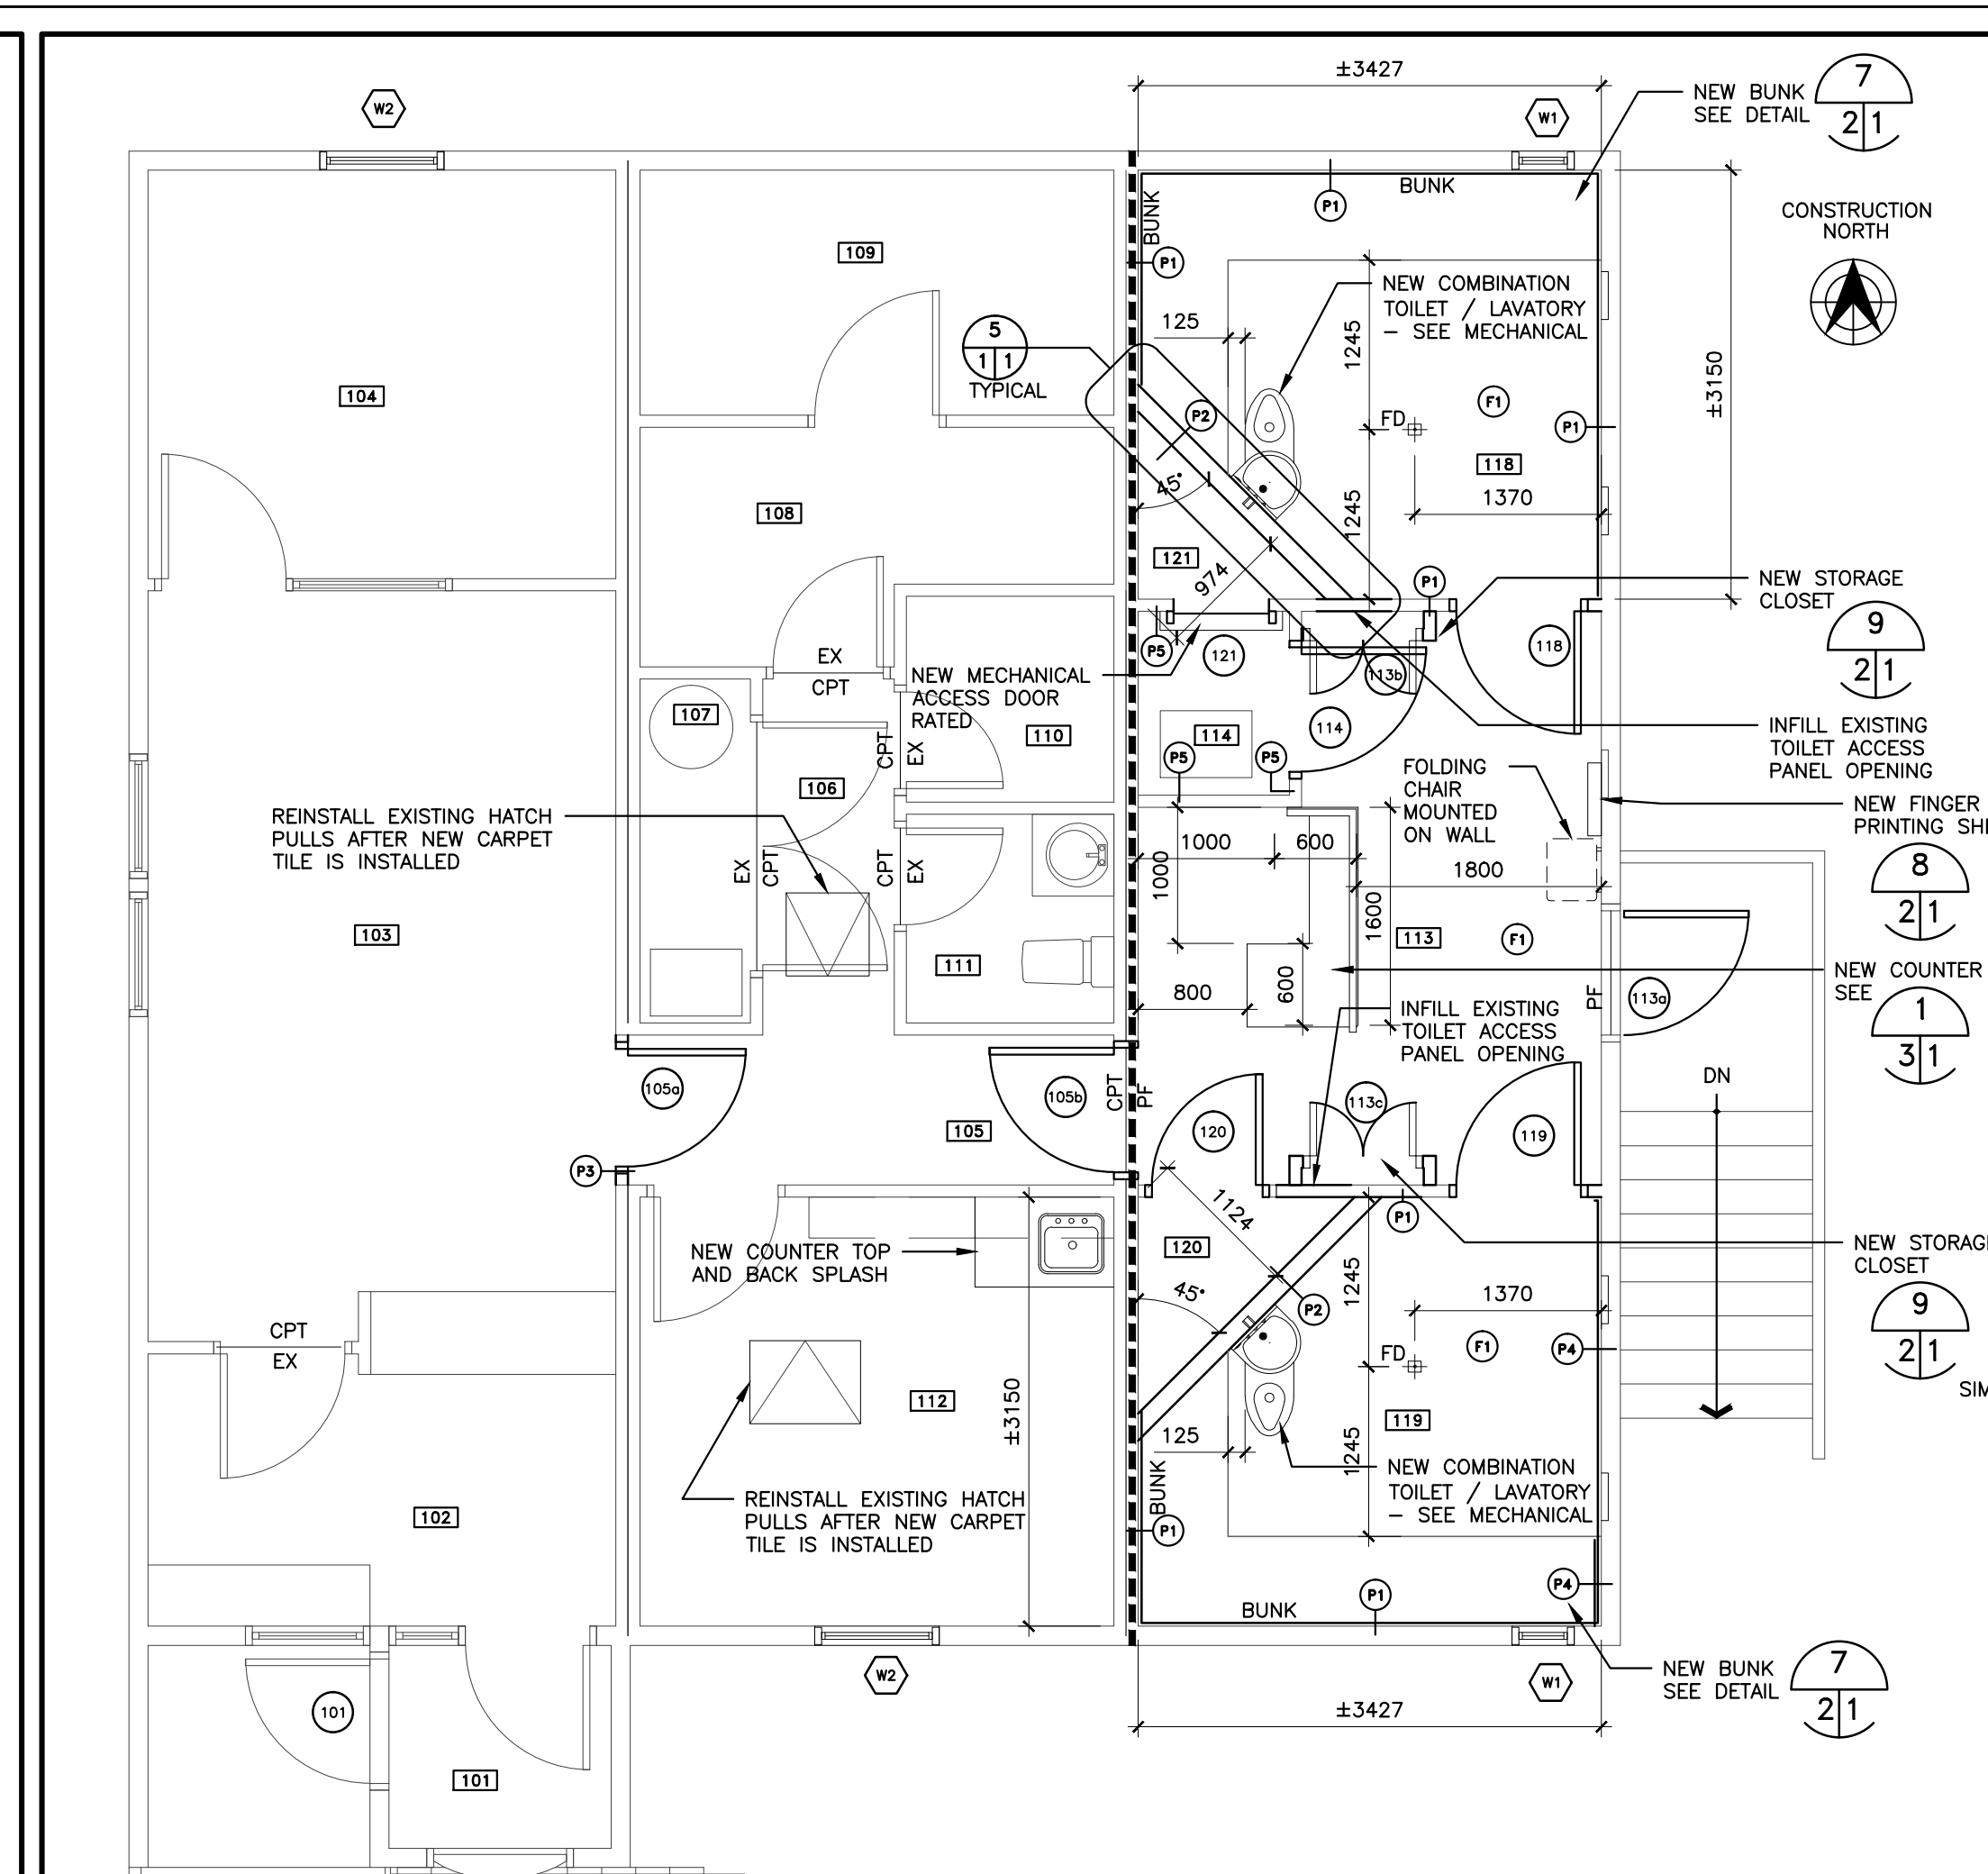 ±3427
NEW BUNK
SEE DETAIL
7
2 1
W2
W1
BUNK
BUNK
P1
P1
CONSTRUCTION
NORTH
109
NEW COMBINATION
TOILET / LAVATORY
– SEE MECHANICAL
125
1245
±3150
5
1 1
TYPICAL
104
P2
FD
F1
P1
118
45°
1245
1370
108
121
974
P1
NEW STORAGE
CLOSET
9
2 1
P5
121
113b
118
EX
CPT
NEW MECHANICAL
ACCESS DOOR
RATED
107
110
114
114
INFILL EXISTING
TOILET ACCESS
PANEL OPENING
CPT
EX
P5
P5
106
FOLDING
CHAIR
MOUNTED
ON WALL
NEW FINGER
PRINTING
REINSTALL EXISTING HATCH
PULLS AFTER NEW CARPET
TILE IS INSTALLED
1000
600
1000
1800
8
2 1
EX
CPT
CPT
EX
1600
103
113
F1
111
NEW COUNTER
SEE
1
3 1
800
600
PF
113a
INFILL EXISTING
TOILET ACCESS
PANEL OPENING
105a
105b
CPT
PF
113c
DN
105
120
119
P3
1124
P1
120
NEW COUNTER TOP
AND BACK SPLASH
NEW
CLOSET
9
2 1
45°
1245
1370
P2
CPT
EX
FD
F1
P4
112
±3150
119
125
1245
BUNK
NEW COMBINATION
TOILET / LAVATORY
– SEE MECHANICAL
REINSTALL EXISTING HATCH
PULLS AFTER NEW CARPET
TILE IS INSTALLED
102
P1
P4
P1
BUNK
W2
W1
NEW BUNK
SEE DETAIL
7
2 1
±3427
101
101